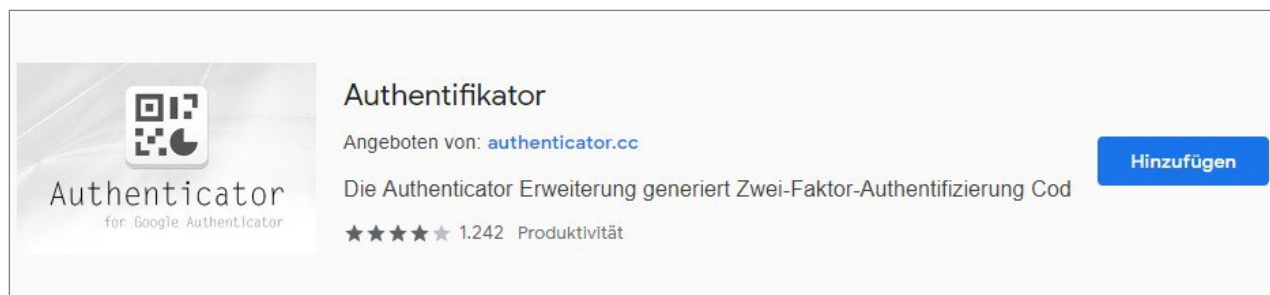 Authenticator
for Google Authenticator
Authentifikator
Angeboten von: authenticator.cc
Die Authenticator Erweiterung generiert Zwei-Faktor-Authentifizierung Cod
1.242 Produktivität
Hinzufügen